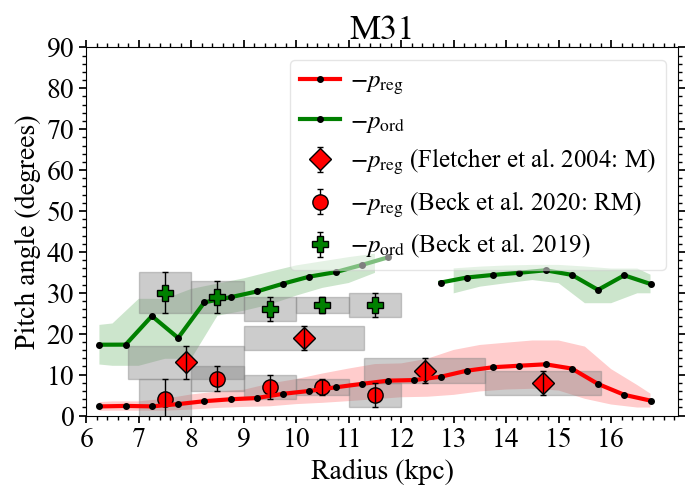 M31
Pitch angle (degrees)
90
80
70
60
50
40
30
20
10
0
−p_reg
−p_ord
−p_reg (Fletcher et al. 2004: M)
−p_reg (Beck et al. 2020: RM)
−p_ord (Beck et al. 2019)
6 7 8 9 10 11 12 13 14 15 16
Radius (kpc)